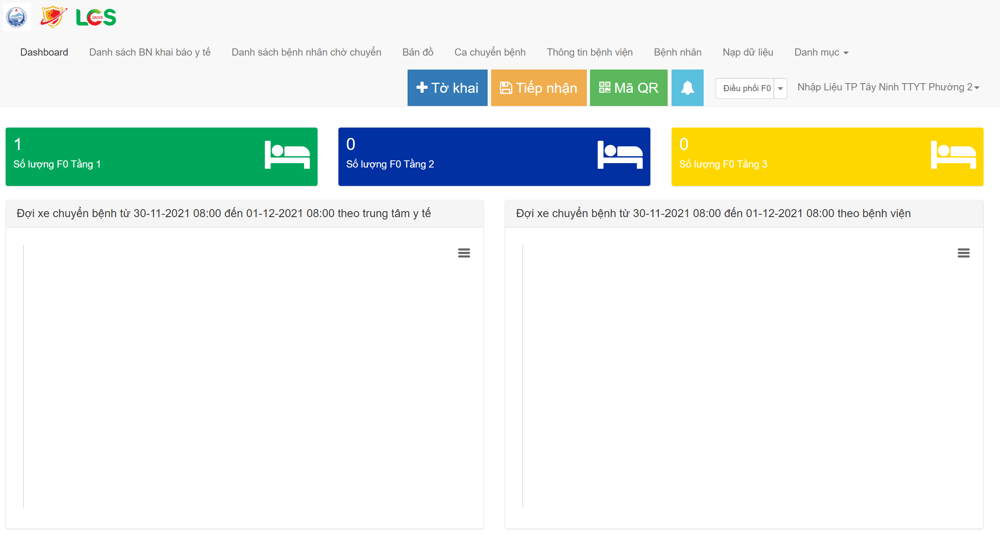 TÂY NINH
LCS
GROUP
Dashboard Danh sách BN khai báo y tế Danh sách bệnh nhân chờ chuyển Bản đồ Ca chuyển bệnh Thông tin bệnh viện Bệnh nhân Nạp dữ liệu Danh mục
Tờ khai Tiếp nhận Mã QR Điều phối F0 Nhập Liệu TP Tây Ninh TTYT Phường 2
1
Số lượng F0 Tầng 1
0
Số lượng F0 Tầng 2
0
Số lượng F0 Tầng 3
Đợi xe chuyển bệnh từ 30-11-2021 08:00 đến 01-12-2021 08:00 theo trung tâm y tế
Đợi xe chuyển bệnh từ 30-11-2021 08:00 đến 01-12-2021 08:00 theo bệnh viện